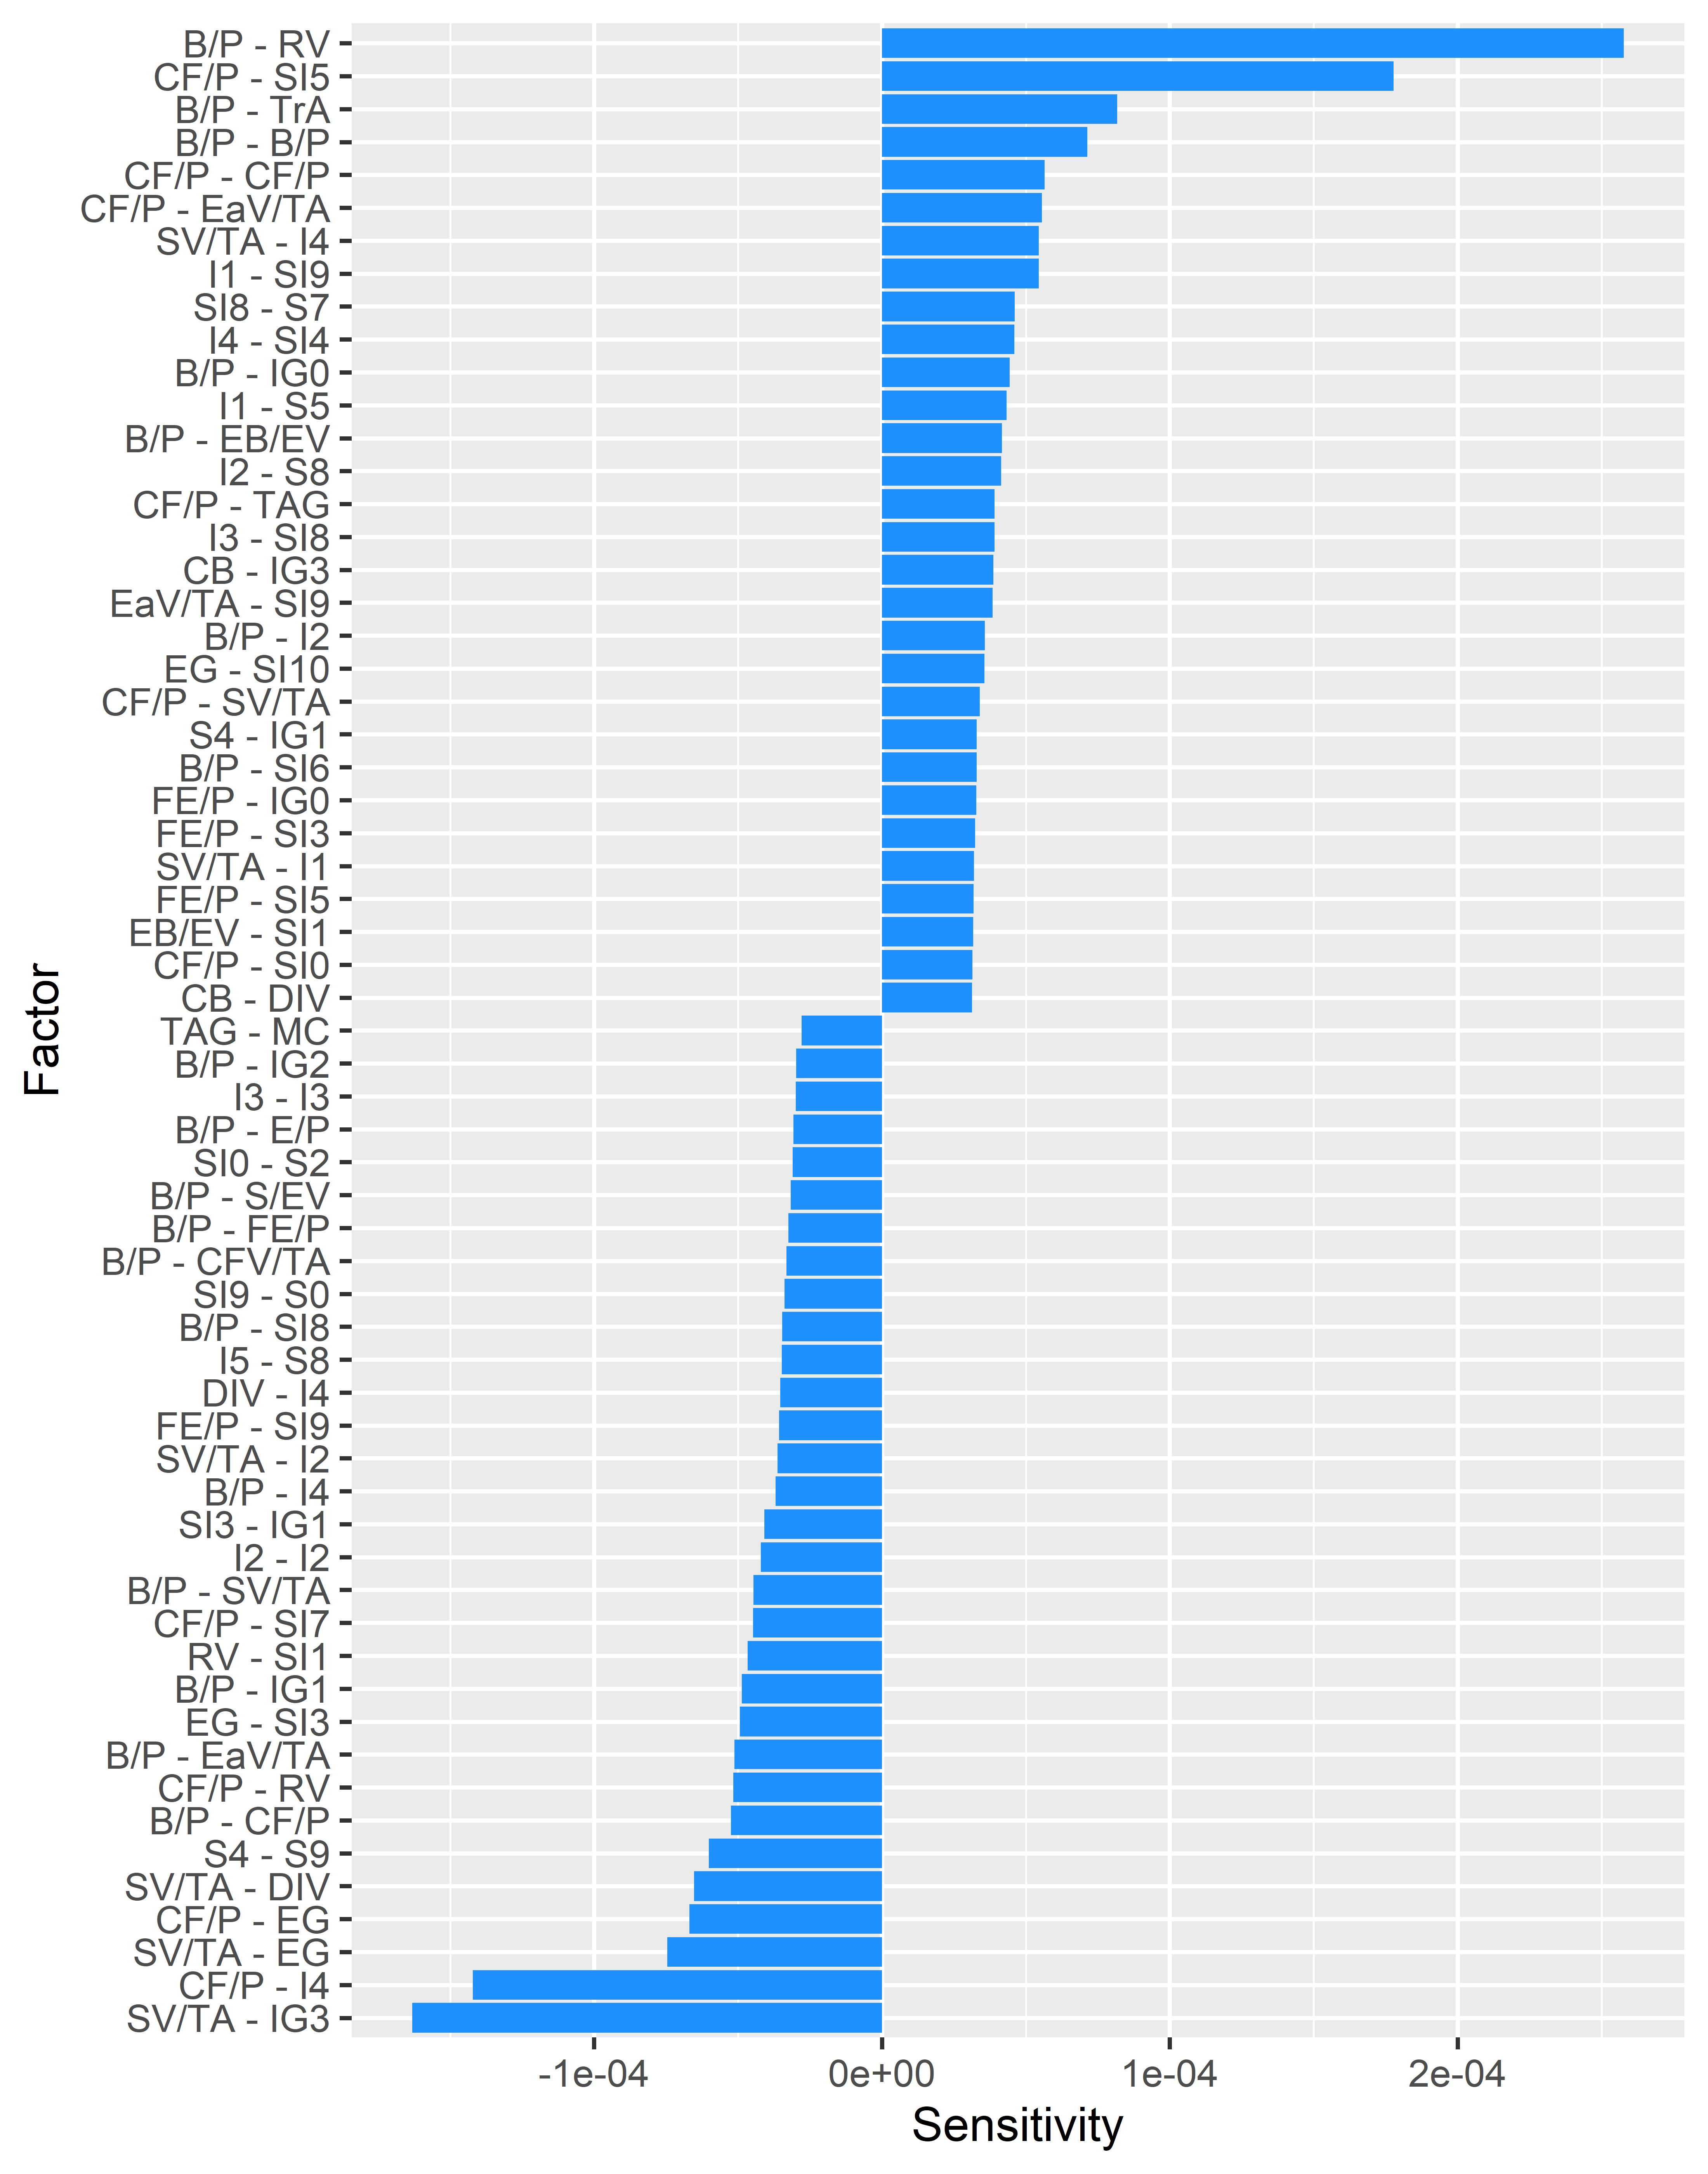 B/P - RV
CF/P - SI5
B/P - TrA
B/P - B/P
CF/P - CF/P
CF/P - EaV/TA
SV/TA - I4
I1 - SI9
SI8 - S7
I4 - SI4
B/P - IG0
I1 - S5
B/P - EB/EV
I2 - S8
CF/P - TAG
I3 - SI8
CB - IG3
EaV/TA - SI9
B/P - I2
EG - SI10
CF/P - SV/TA
S4 - IG1
B/P - SI6
FE/P - IG0
FE/P - SI3
SV/TA - I1
FE/P - SI5
EB/EV - SI1
CF/P - SI0
CB - DIV
TAG - MC
B/P - IG2
I3 - I3
B/P - E/P
SI0 - S2
B/P - S/EV
B/P - FE/P
B/P - CFV/TA
SI9 - S0
B/P - SI8
I5 - S8
DIV - I4
FE/P - SI9
SV/TA - I2
B/P - I4
SI3 - IG1
I2 - I2
B/P - SV/TA
CF/P - SI7
RV - SI1
B/P - IG1
EG - SI3
B/P - EaV/TA
CF/P - RV
B/P - CF/P
S4 - S9
SV/TA - DIV
CF/P - EG
SV/TA - EG
CF/P - I4
SV/TA - IG3
Factor
-1e-04 0e+00 1e-04 2e-04
Sensitivity